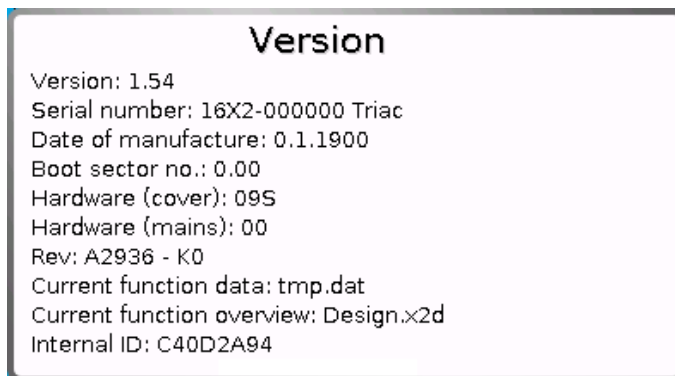 Version
Version: 1.54
Serial number: 16X2-000000 Triac
Date of manufacture: 0.1.1900
Boot sector no.: 0.00
Hardware (cover): 09S
Hardware (mains): 00
Rev: A2936 - K0
Current function data: tmp.dat
Current function overview: Design.x2d
Internal ID: C40D2A94